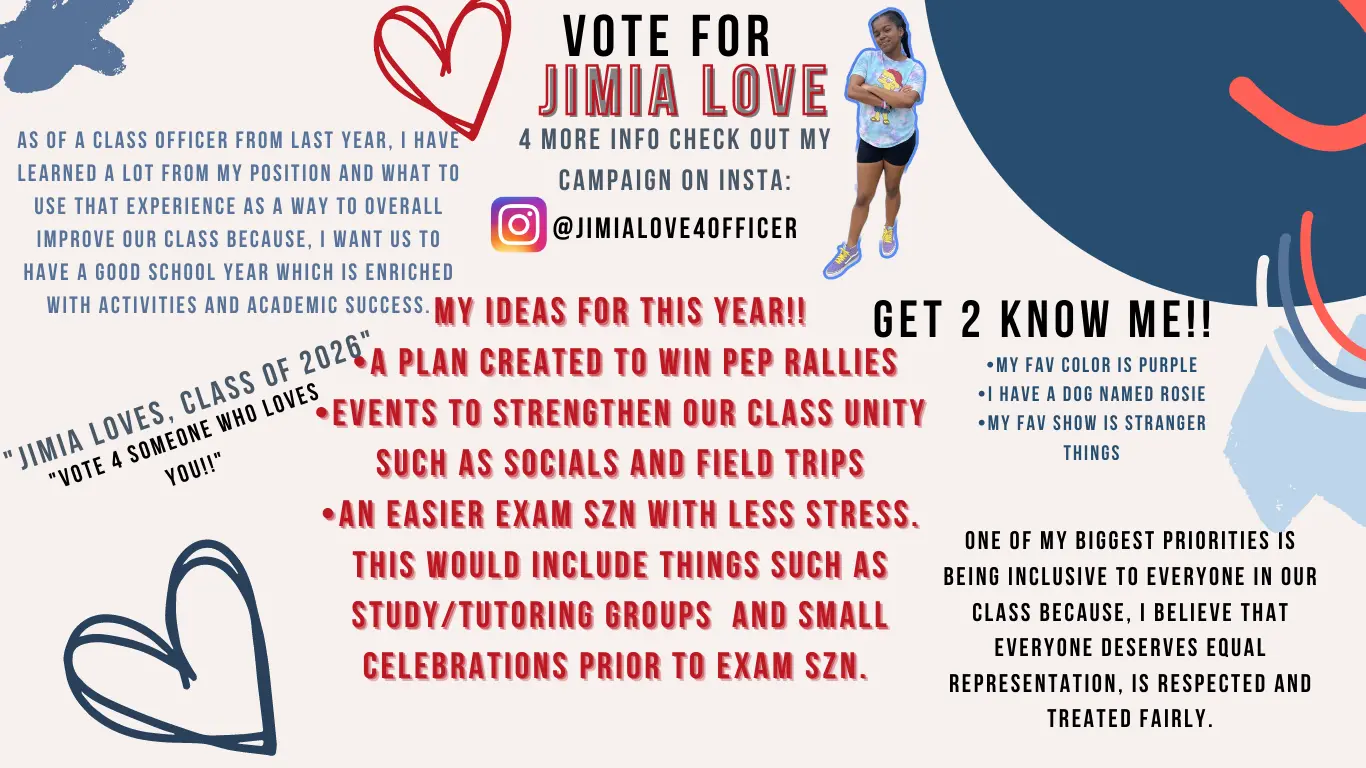 VOTE FOR
JIMIA LOVE
4 MORE INFO CHECK OUT MY
CAMPAIGN ON INSTA:
@JIMIALOVE4OFFICER
AS OF A CLASS OFFICER FROM LAST YEAR, I HAVE
LEARNED A LOT FROM MY POSITION AND WHAT TO
USE THAT EXPERIENCE AS A WAY TO OVERALL
IMPROVE OUR CLASS BECAUSE, I WANT US TO
HAVE A GOOD SCHOOL YEAR WHICH IS ENRICHED
WITH ACTIVITIES AND ACADEMIC SUCCESS.
"JIMIA LOVES, CLASS OF 2026"
"VOTE 4 SOMEONE WHO LOVES
YOU!!"
MY IDEAS FOR THIS YEAR!!
•A PLAN CREATED TO WIN PEP RALLIES
•EVENTS TO STRENGTHEN OUR CLASS UNITY
SUCH AS SOCIALS AND FIELD TRIPS
•AN EASIER EXAM SZN WITH LESS STRESS.
THIS WOULD INCLUDE THINGS SUCH AS
STUDY/TUTORING GROUPS AND SMALL
CELEBRATIONS PRIOR TO EXAM SZN.
GET 2 KNOW ME!!
•MY FAV COLOR IS PURPLE
•I HAVE A DOG NAMED ROSIE
•MY FAV SHOW IS STRANGER
THINGS
ONE OF MY BIGGEST PRIORITIES IS
BEING INCLUSIVE TO EVERYONE IN OUR
CLASS BECAUSE, I BELIEVE THAT
EVERYONE DESERVES EQUAL
REPRESENTATION, IS RESPECTED AND
TREATED FAIRLY.